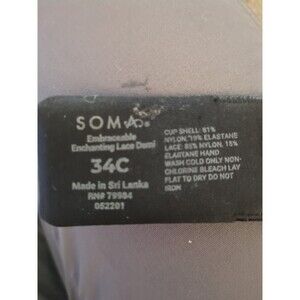 SOMA®
Embraceable
Enchanting Lace Demi
34C
Made in Sri Lanka
RN# 79984
052201
CUP SHELL: 81%
NYLON, 19% ELASTANE
LACE: 85% NYLON, 15%
ELASTANE HAND
WASH COLD ONLY NON-
CHLORINE BLEACH LAY
FLAT TO DRY DO NOT
IRON